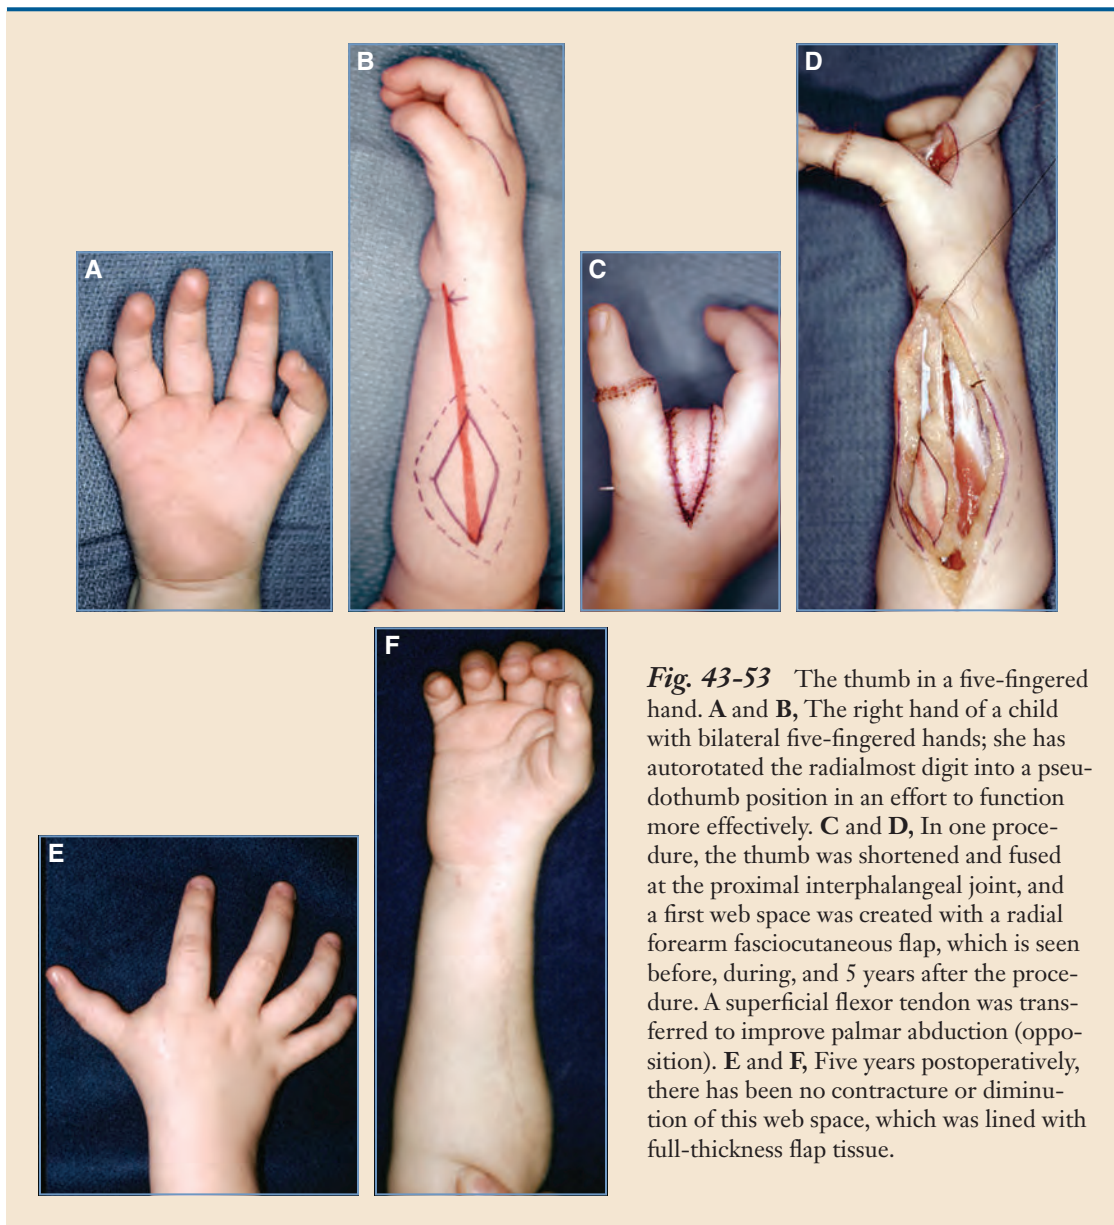 A
B
C
D
E
F
Fig. 43-53 The thumb in a five-fingered
hand. A and B, The right hand of a child
with bilateral five-fingered hands; she has
autorotated the radialmost digit into a pseu-
dothumb position in an effort to function
more effectively. C and D, In one proce-
dure, the thumb was shortened and fused
at the proximal interphalangeal joint, and
a first web space was created with a radial
forearm fasciocutaneous flap, which is seen
before, during, and 5 years after the proce-
dure. A superficial flexor tendon was trans-
ferred to improve palmar abduction (oppo-
sition). E and F, Five years postoperatively,
there has been no contracture or diminu-
tion of this web space, which was lined with
full-thickness flap tissue.